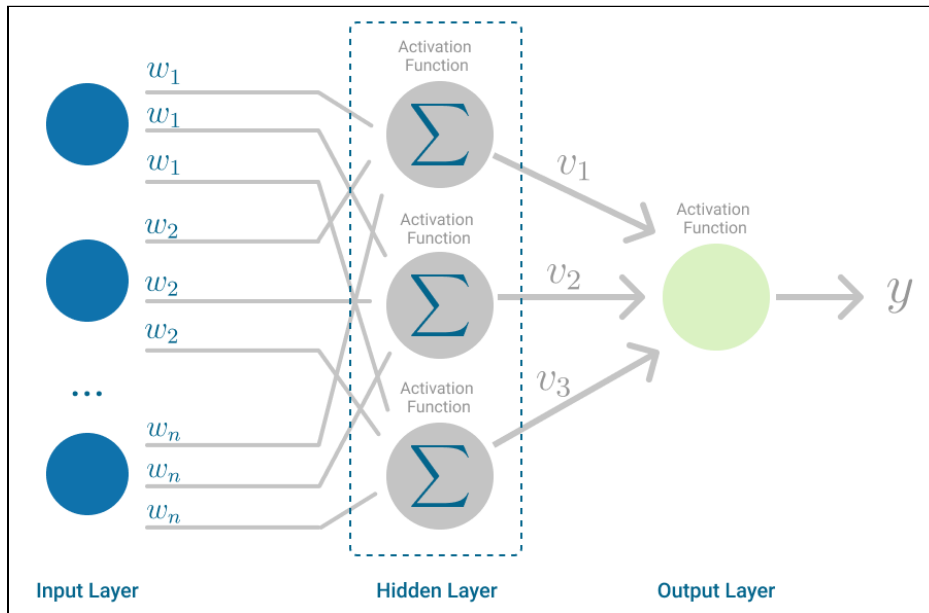 w₁
w₁
w₁
w₂
w₂
w₂
...
wₙ
wₙ
wₙ
Activation
Function
Σ
Activation
Function
Σ
Activation
Function
Σ
v₁
v₂
v₃
Activation
Function
y
Input Layer
Hidden Layer
Output Layer